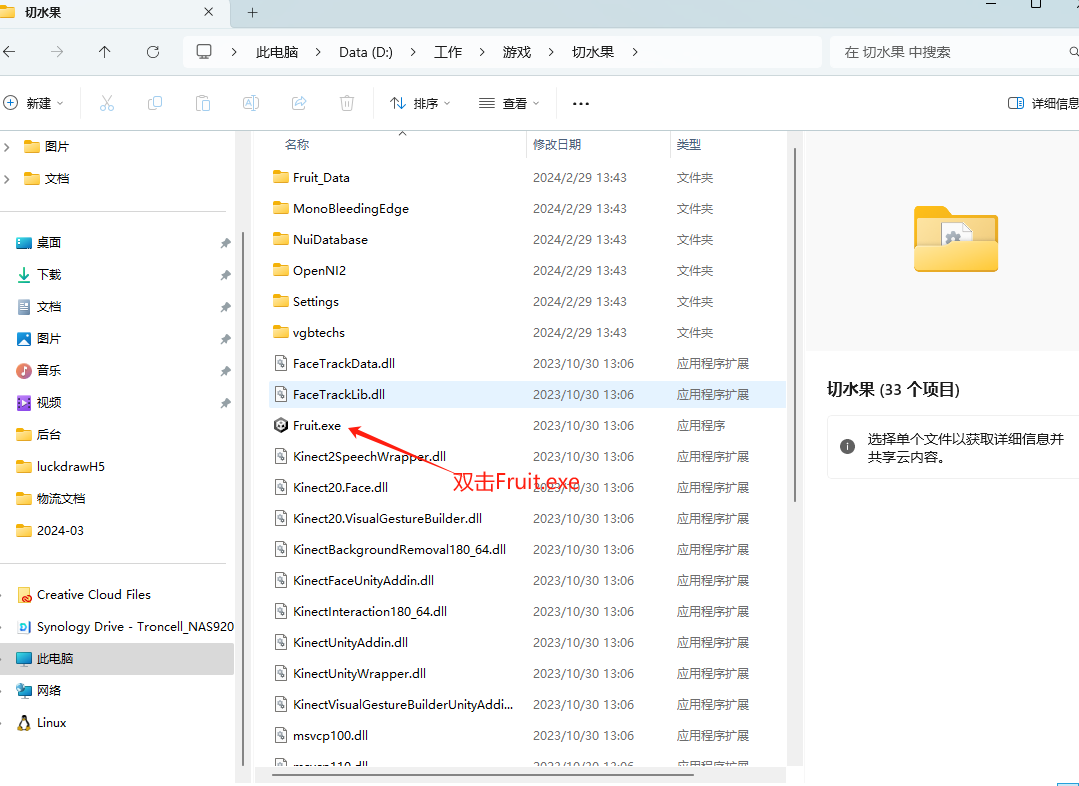 切水果
此电脑 > Data (D:) > 工作 > 游戏 > 切水果 >
在 切水果 中搜索
新建
排序
查看
详细信息
图片
文档
桌面
下载
文档
图片
音乐
视频
后台
luckdrawH5
物流文档
2024-03
Creative Cloud Files
Synology Drive - Troncell_NAS920
此电脑
网络
Linux
名称 修改日期 类型
Fruit_Data 2024/2/29 13:43 文件夹
MonoBleedingEdge 2024/2/29 13:43 文件夹
NuiDatabase 2024/2/29 13:43 文件夹
OpenNI2 2024/2/29 13:43 文件夹
Settings 2024/2/29 13:43 文件夹
vgbtechs 2024/2/29 13:43 文件夹
FaceTrackData.dll 2023/10/30 13:06 应用程序扩展
FaceTrackLib.dll 2023/10/30 13:06 应用程序扩展
Fruit.exe 2023/10/30 13:06 应用程序
Kinect2SpeechWrapper.dll 2023/10/30 13:06 应用程序扩展
双击Fruit.exe
Kinect20.Face.dll 2023/10/30 13:06 应用程序扩展
Kinect20.VisualGestureBuilder.dll 2023/10/30 13:06 应用程序扩展
KinectBackgroundRemoval180_64.dll 2023/10/30 13:06 应用程序扩展
KinectFaceUnityAddin.dll 2023/10/30 13:06 应用程序扩展
KinectInteraction180_64.dll 2023/10/30 13:06 应用程序扩展
KinectUnityAddin.dll 2023/10/30 13:06 应用程序扩展
KinectUnityWrapper.dll 2023/10/30 13:06 应用程序扩展
KinectVisualGestureBuilderUnityAddi... 2023/10/30 13:06 应用程序扩展
msvcp100.dll 2023/10/30 13:06 应用程序扩展
msvcp110.dll 2023/10/30 13:06 应用程序扩展
切水果 (33 个项目)
选择单个文件以获取详细信息并
共享云内容。